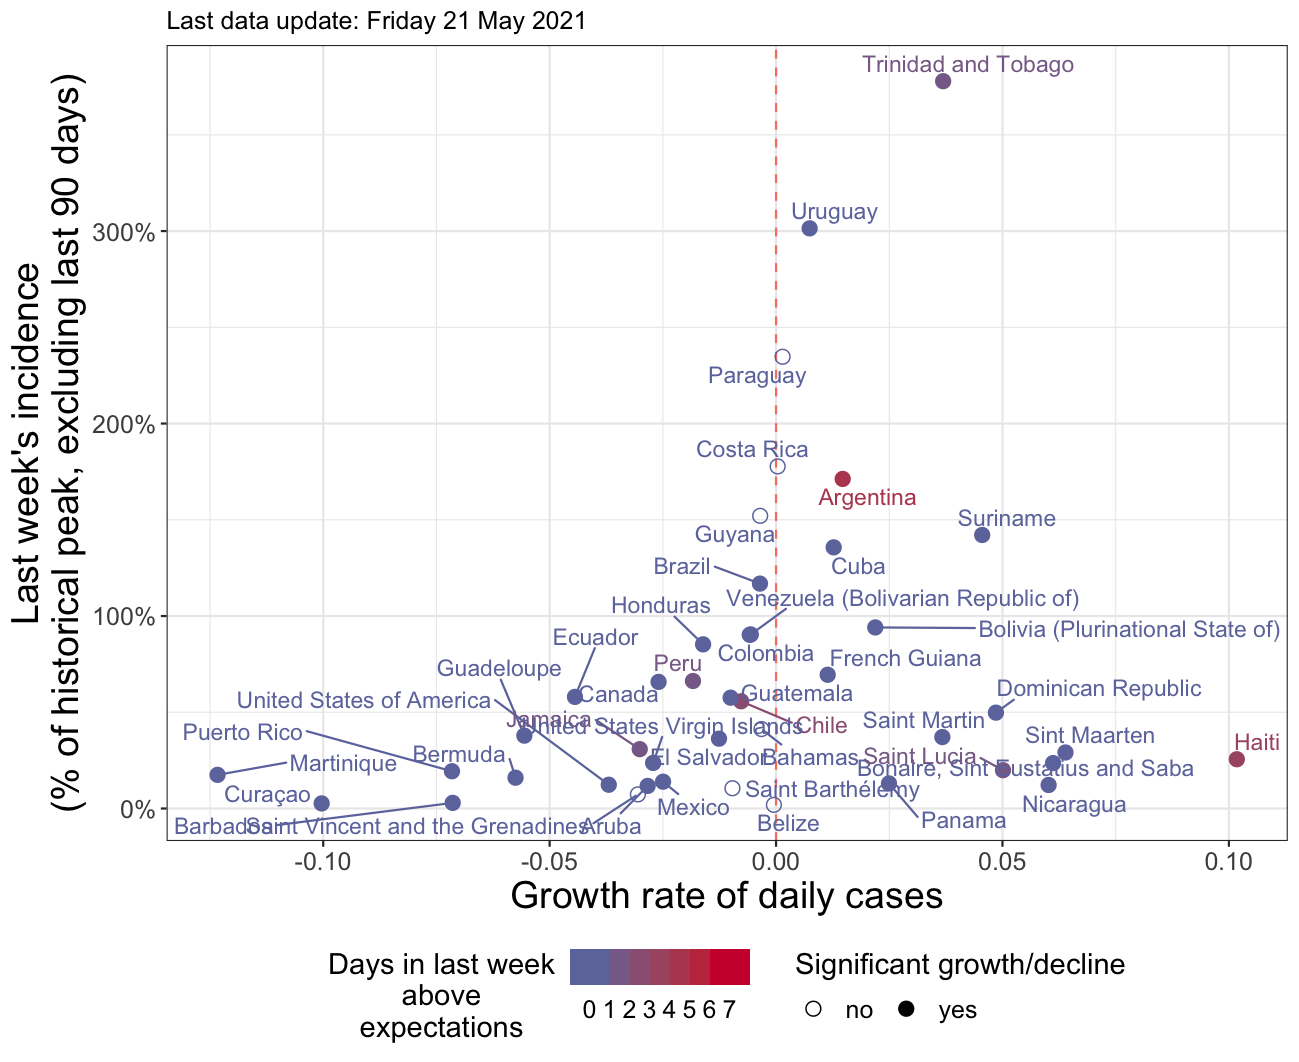 Last data update: Friday 21 May 2021
Last week's incidence
(% of historical peak, excluding last 90 days)
300%
200%
100%
0%
Trinidad and Tobago
Uruguay
Paraguay
Costa Rica
Argentina
Guyana
Suriname
Brazil
Cuba
Venezuela (Bolivarian Republic of)
Honduras
Bolivia (Plurinational State of)
Ecuador
Colombia
Peru
French Guiana
Guadeloupe
Canada
Guatemala
Dominican Republic
United States of America
Jamaica
United States Virgin Islands
Chile
Saint Martin
Puerto Rico
Sint Maarten
Haiti
Bermuda
El Salvador
Bahamas
Saint Lucia
Martinique
Bonaire, Sint Eustatius and Saba
Curaçao
Saint Barthélemy
Mexico
Nicaragua
Barbados
Saint Vincent and the Grenadines
Aruba
Belize
Panama
-0.10
-0.05
0.00
0.05
0.10
Growth rate of daily cases
Days in last week
above
expectations
0 1 2 3 4 5 6 7
Significant growth/decline
no
yes